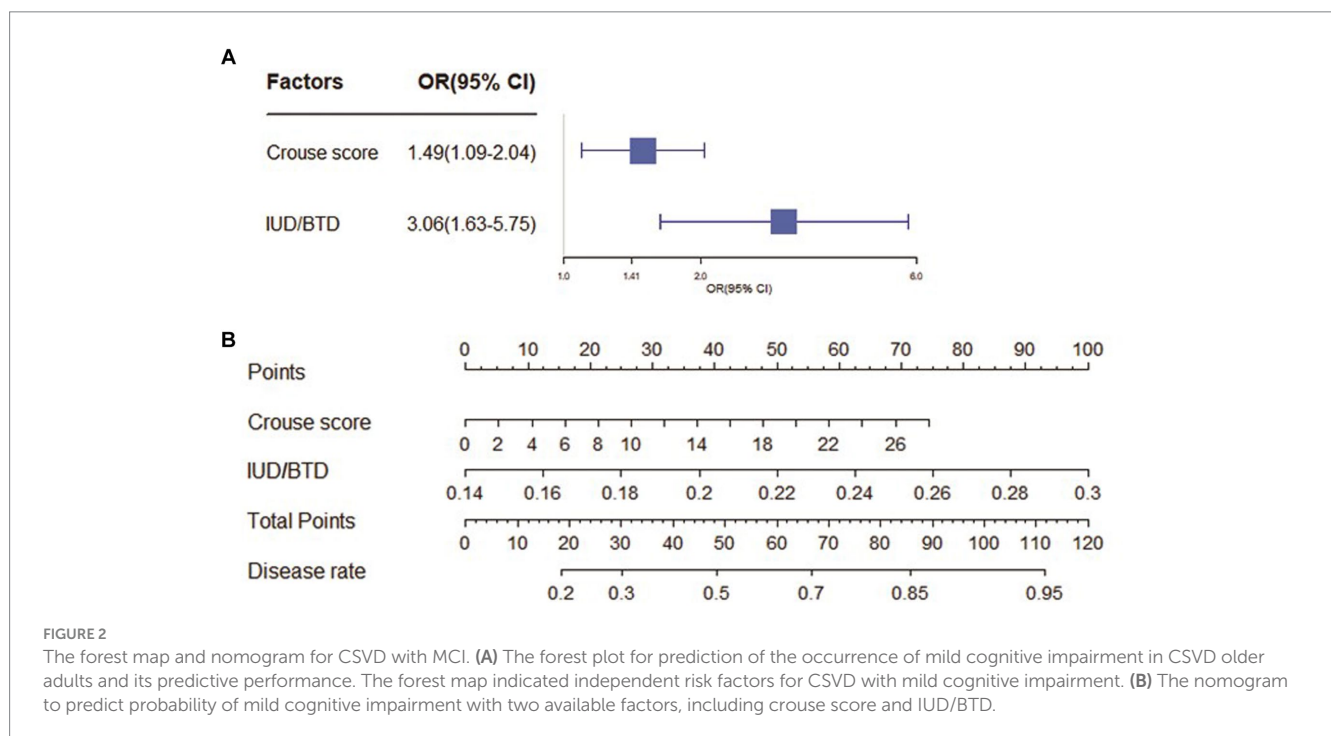 A
Factors OR(95% CI)
Crouse score 1.49(1.09-2.04)
IUD/BTD 3.06(1.63-5.75)
1.0 1.41 2.0 6.0
OR(95% CI)
B
0 10 20 30 40 50 60 70 80 90 100
Points
Crouse score
0 2 4 6 8 10 14 18 22 26
IUD/BTD
0.14 0.16 0.18 0.2 0.22 0.24 0.26 0.28 0.3
Total Points
0 10 20 30 40 50 60 70 80 90 100 110 120
Disease rate
0.2 0.3 0.5 0.7 0.85 0.95
FIGURE 2
The forest map and nomogram for CSVD with MCI. (A) The forest plot for prediction of the occurrence of mild cognitive impairment in CSVD older
adults and its predictive performance. The forest map indicated independent risk factors for CSVD with mild cognitive impairment. (B) The nomogram
to predict probability of mild cognitive impairment with two available factors, including crouse score and IUD/BTD.